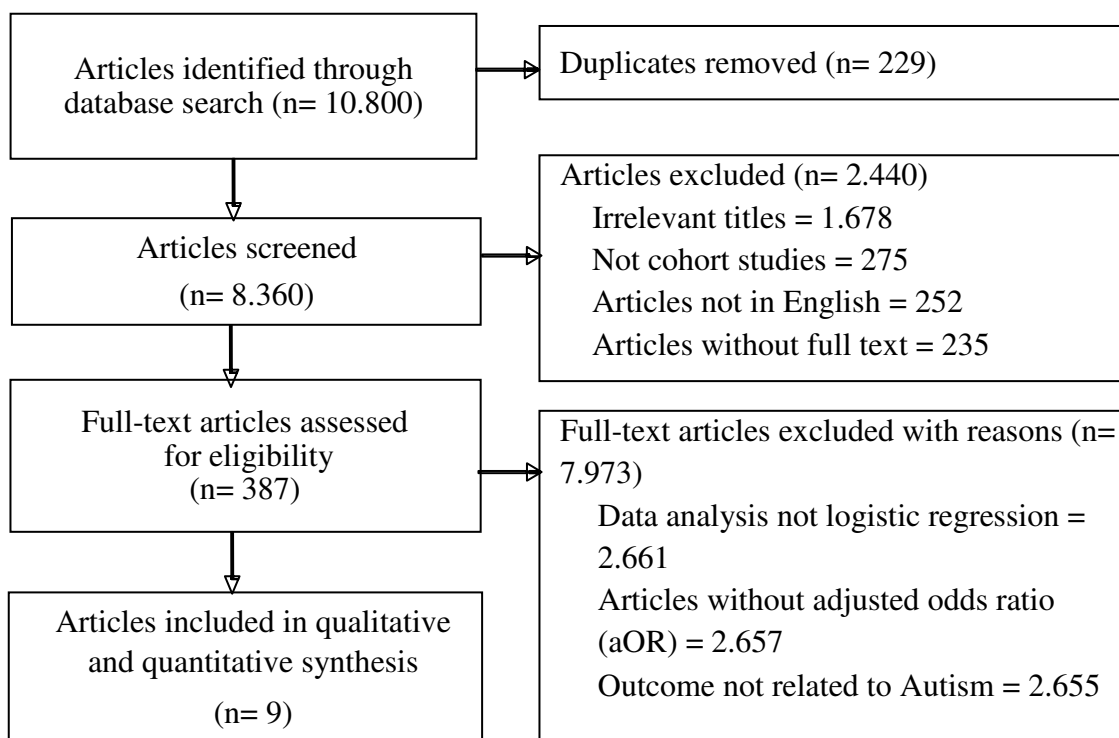 Articles identified through
database search (n= 10.800)
Duplicates removed (n= 229)
Articles screened
(n= 8.360)
Articles excluded (n= 2.440)
Irrelevant titles = 1.678
Not cohort studies = 275
Articles not in English = 252
Articles without full text = 235
Full-text articles assessed
for eligibility
(n= 387)
Full-text articles excluded with reasons (n=
7.973)
Data analysis not logistic regression =
2.661
Articles without adjusted odds ratio
(aOR) = 2.657
Outcome not related to Autism = 2.655
Articles included in qualitative
and quantitative synthesis
(n= 9)